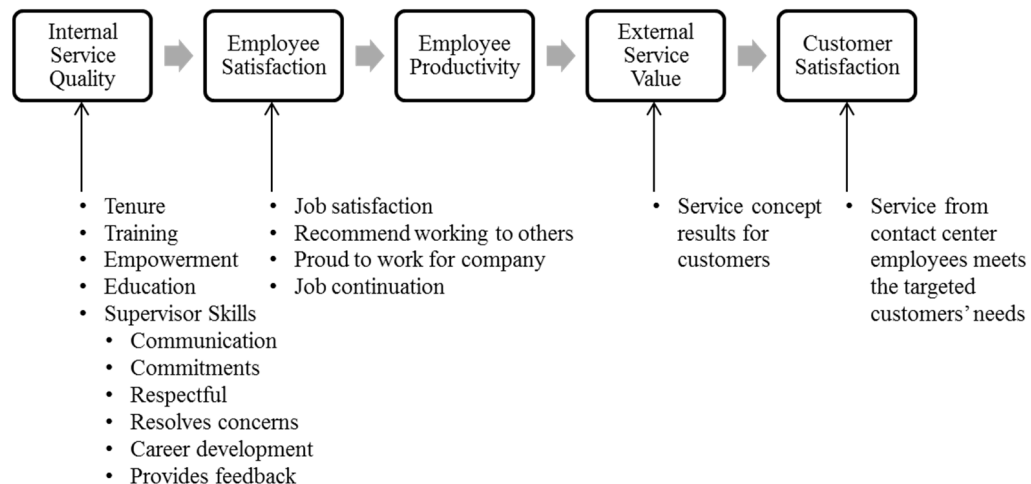 Internal
Service
Quality
Employee
Satisfaction
Employee
Productivity
External
Service
Value
Customer
Satisfaction
• Tenure
• Training
• Empowerment
• Education
• Supervisor Skills
• Communication
• Commitments
• Respectful
• Resolves concerns
• Career development
• Provides feedback
• Job satisfaction
• Recommend working to others
• Proud to work for company
• Job continuation
• Service concept
results for
customers
• Service from
contact center
employees meets
the targeted
customers’ needs